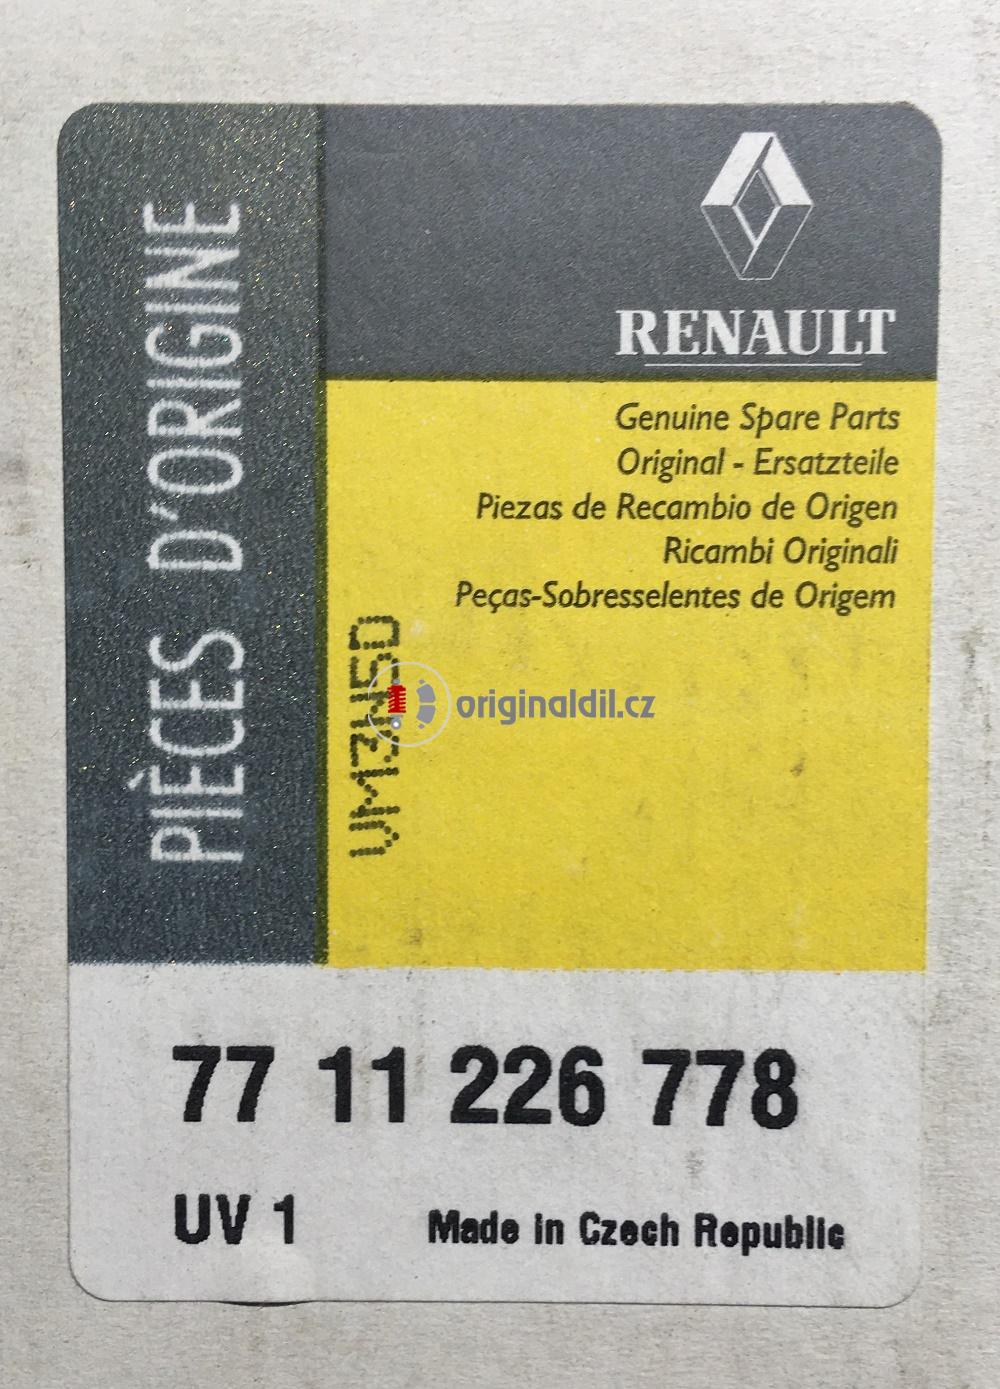 PIÈCES D'ORIGINE
RENAULT
Genuine Spare Parts
Original - Ersatzteile
Piezas de Recambio de Origen
Ricambi Originali
Peças-Sobresselentes de Origem
originaldil.cz
77 11 226 778
UV 1 Made in Czech Republic